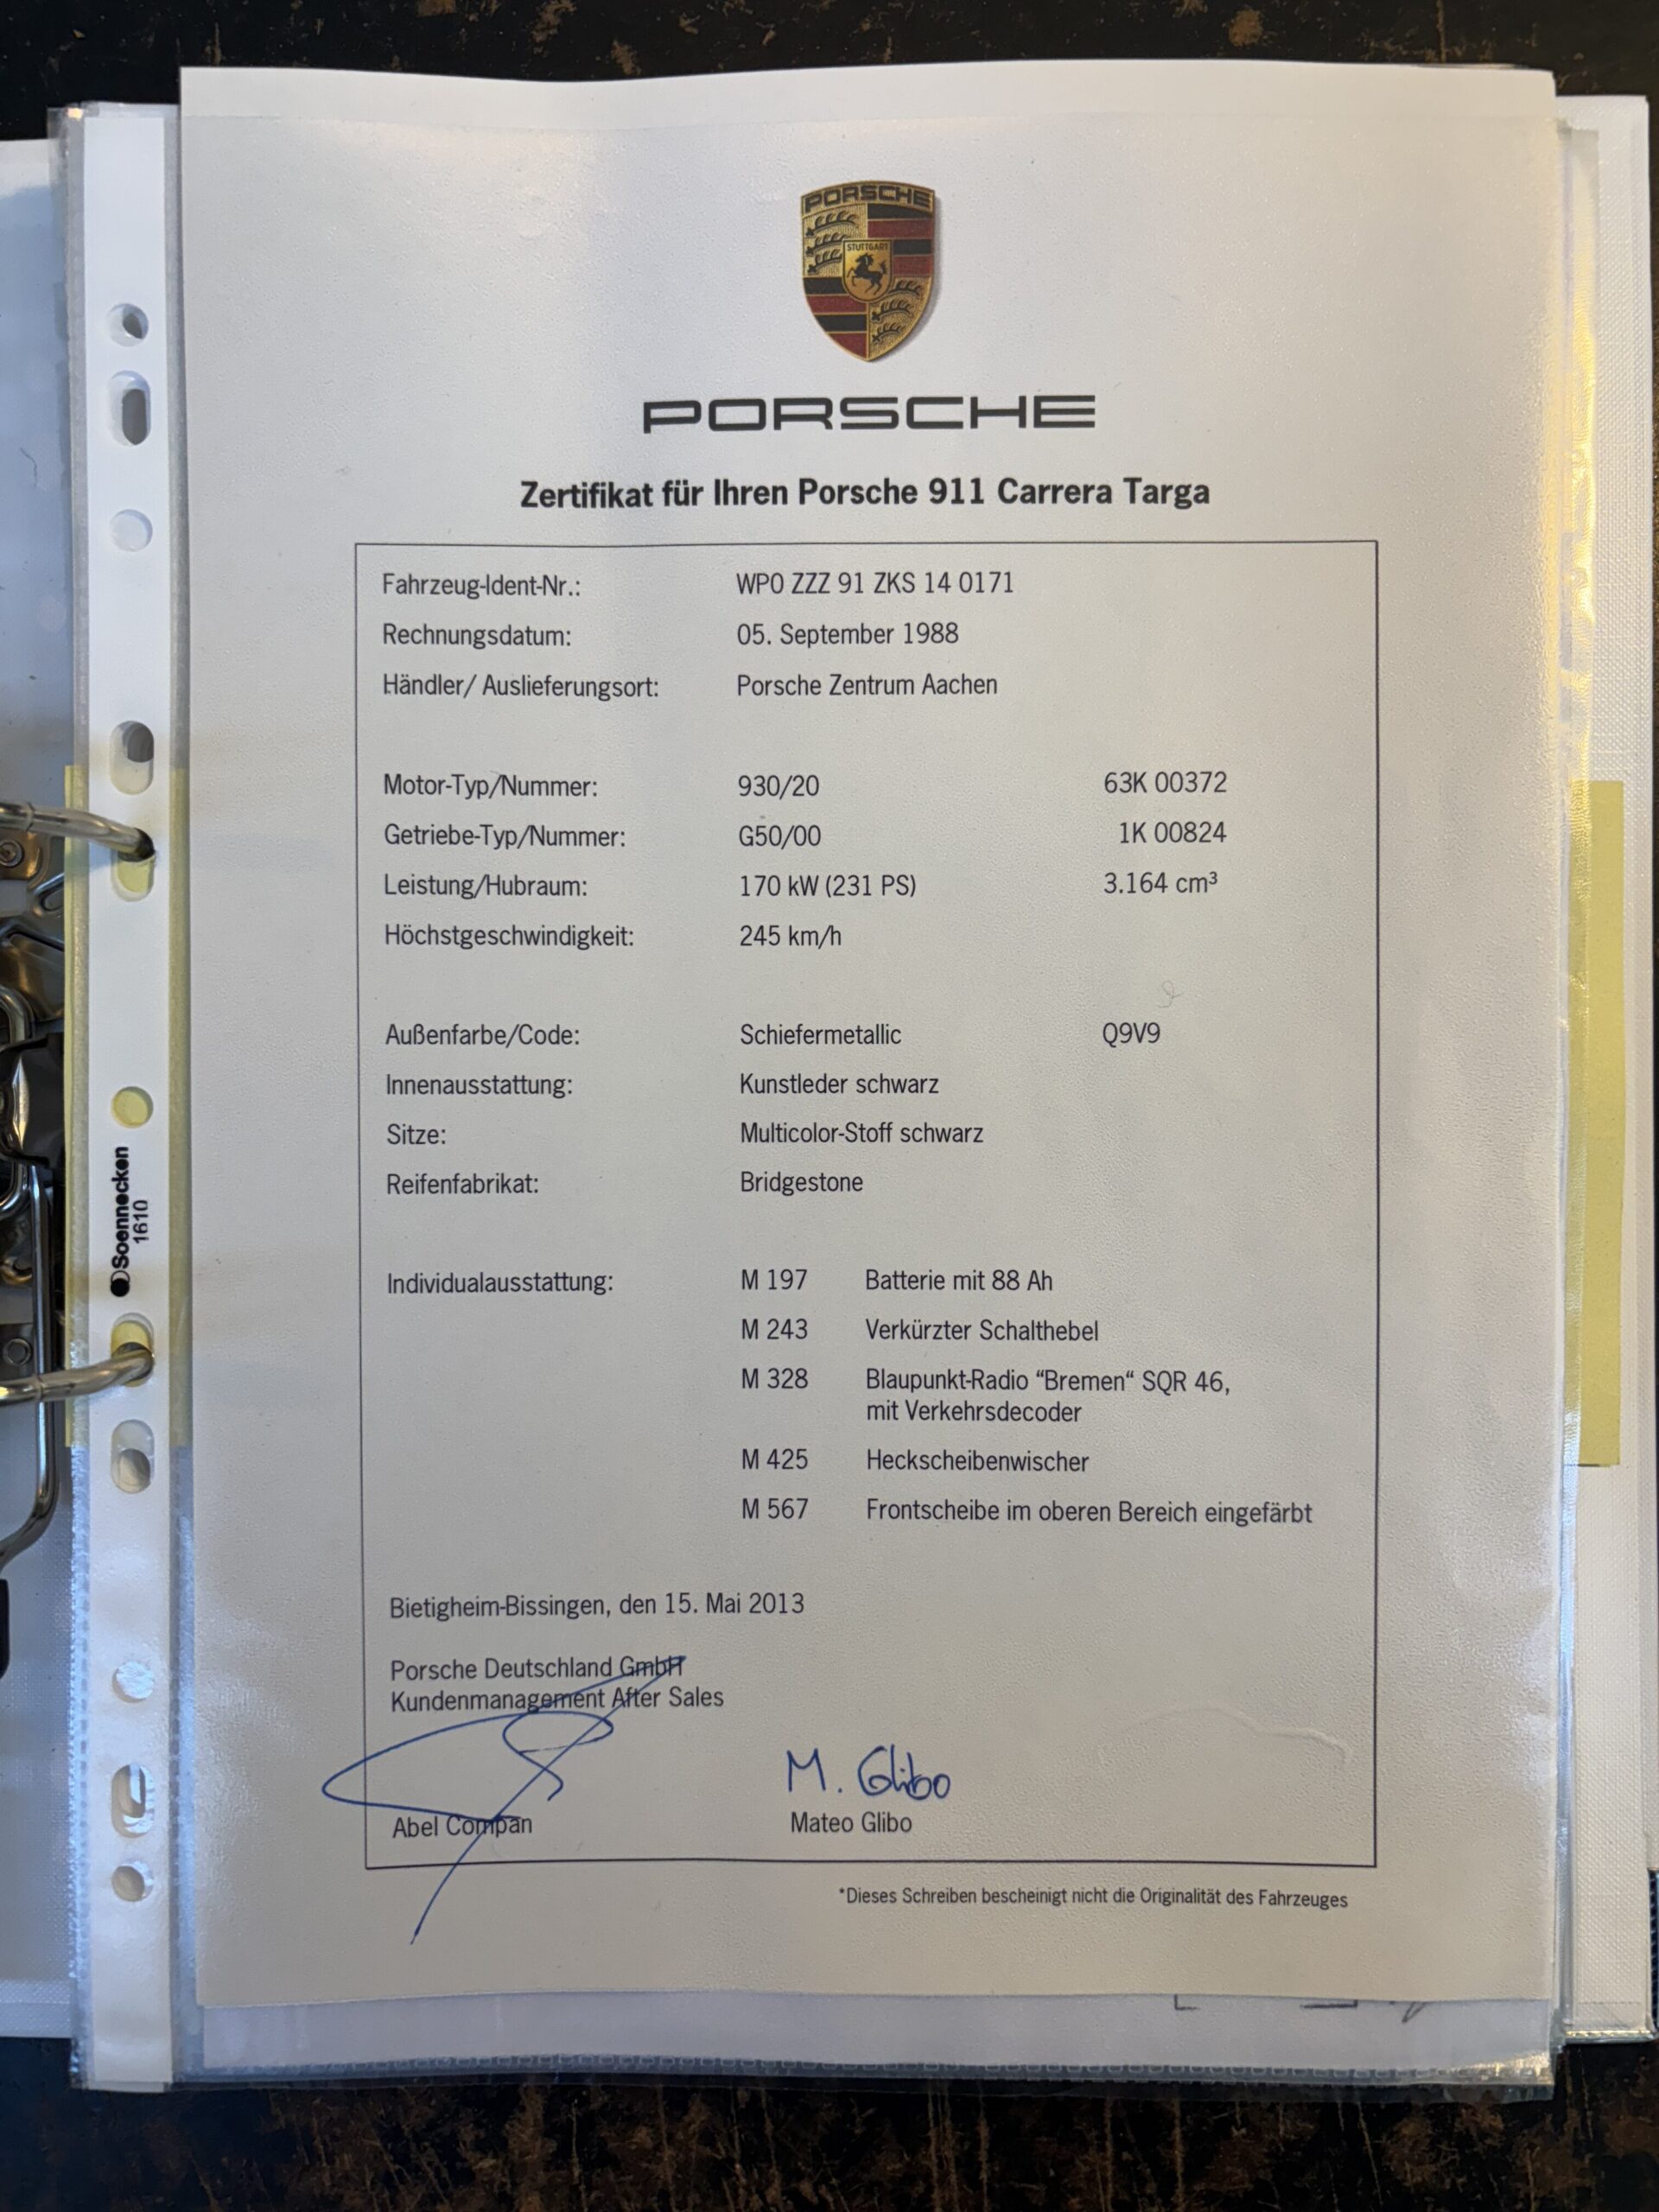 PORSCHE
STUTTGART
PORSCHE
Zertifikat für Ihren Porsche 911 Carrera Targa
Fahrzeug-Ident-Nr.: WP0 ZZZ 91 ZKS 14 0171
Rechnungsdatum: 05. September 1988
Händler/ Auslieferungsort: Porsche Zentrum Aachen
Motor-Typ/Nummer: 930/20 63K 00372
Getriebe-Typ/Nummer: G50/00 1K 00824
Leistung/Hubraum: 170 kW (231 PS) 3.164 cm³
Höchstgeschwindigkeit: 245 km/h
Außenfarbe/Code: Schiefermetallic Q9V9
Innenausstattung: Kunstleder schwarz
Sitze: Multicolor-Stoff schwarz
Reifenfabrikat: Bridgestone
Individualausstattung: M 197 Batterie mit 88 Ah
M 243 Verkürzter Schalthebel
M 328 Blaupunkt-Radio “Bremen“ SQR 46,
mit Verkehrsdecoder
M 425 Heckscheibenwischer
M 567 Frontscheibe im oberen Bereich eingefärbt
Bietigheim-Bissingen, den 15. Mai 2013
Porsche Deutschland GmbH
Kundenmanagement After Sales
M. Glibo
Abel Compan Mateo Glibo
*Dieses Schreiben bescheinigt nicht die Originalität des Fahrzeuges
Soennecken
1610